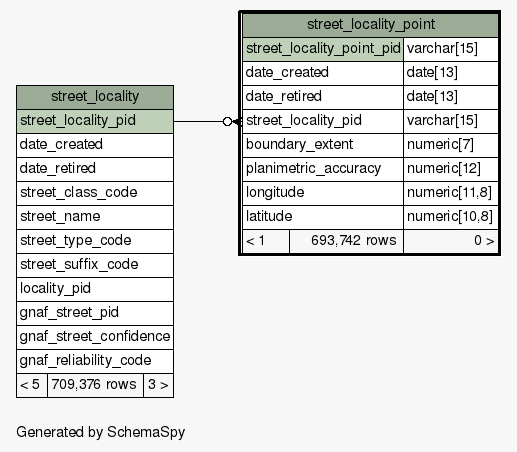 street_locality_point
street_locality_point_pid varchar[15]
date_created date[13]
date_retired date[13]
street_locality_pid varchar[15]
boundary_extent numeric[7]
planimetric_accuracy numeric[12]
longitude numeric[11,8]
latitude numeric[10,8]
< 1 693,742 rows 0 >
street_locality
street_locality_pid
date_created
date_retired
street_class_code
street_name
street_type_code
street_suffix_code
locality_pid
gnaf_street_pid
gnaf_street_confidence
gnaf_reliability_code
< 5 709,376 rows 3 >
Generated by SchemaSpy